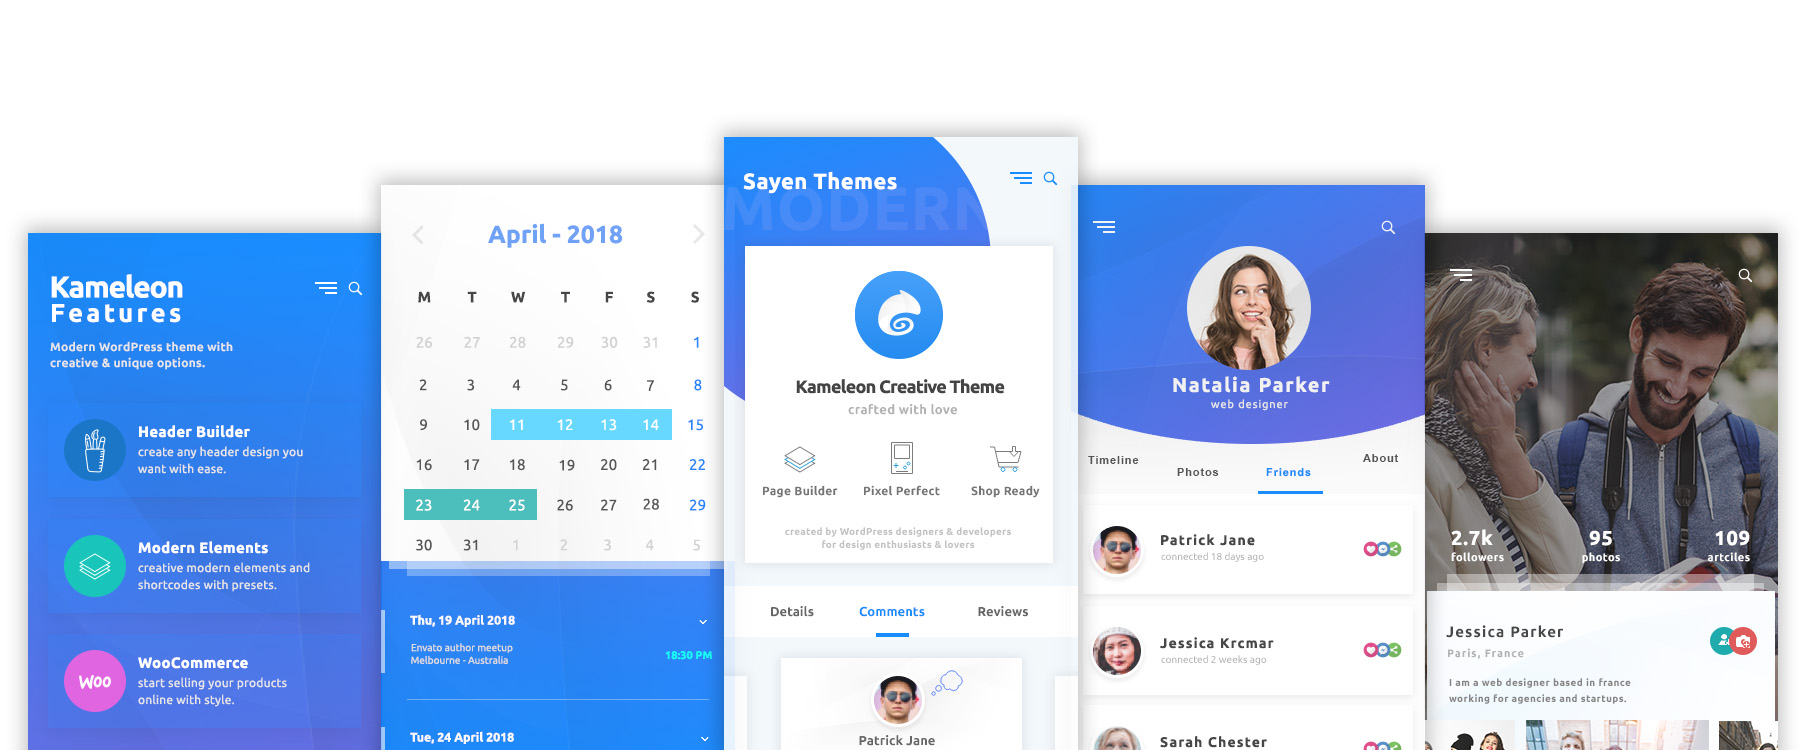 Kameleon
Features
Modern WordPress theme with
creative & unique options.
Header Builder
create any header design you
want with ease.
Modern Elements
creative modern elements and
shortcodes with presets.
Woo
WooCommerce
start selling your products
online with style.
April - 2018
M T W T F S S
26 27 28 29 30 31 1
2 3 4 5 6 7 8
9 10 11 12 13 14 15
16 17 18 19 20 21 22
23 24 25 26 27 28 29
30 31 1 2 3 4 5
Thu, 19 April 2018
Envato author meetup
Melbourne - Australia
18:30 PM
Tue, 24 April 2018
Sayen Themes
MODERN
Kameleon Creative Theme
crafted with love
Page Builder Pixel Perfect Shop Ready
created by WordPress designers & developers
for design enthusiasts & lovers
Details Comments Reviews
Patrick Jane
Natalia Parker
web designer
Timeline Photos Friends About
Patrick Jane
connected 18 days ago
Jessica Krcmar
connected 2 weeks ago
Sarah Chester
2.7k 95 109
followers photos artciles
Jessica Parker
Paris, France
I am a web designer based in france
working for agencies and startups.